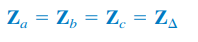 Z_a = Z_b = Z_c = Z_Δ